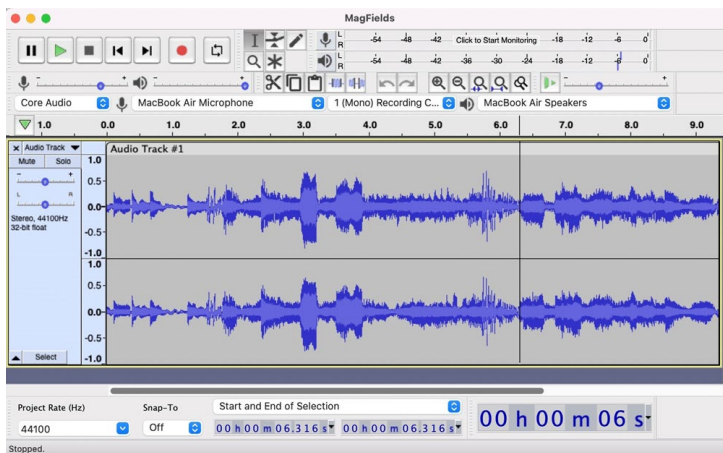 MagFields
L R -54 -48 -42 Click to Start Monitoring -18 -12 -6 0
L R -54 -48 -42 -36 -30 -24 -18 -12 -6 0
- + - + - +
Core Audio MacBook Air Microphone 1 (Mono) Recording C... MacBook Air Speakers
1.0 0.0 1.0 2.0 3.0 4.0 5.0 6.0 7.0 8.0 9.0
x Audio Track Audio Track #1
Mute Solo
- +
L R
Stereo, 44100Hz
32-bit float
1.0
0.5-
0.0-
-0.5-
-1.0
1.0
0.5-
0.0-
-0.5-
-1.0
Select
Project Rate (Hz) Snap-To Start and End of Selection
44100 Off 00 h 00 m 06.316 s 00 h 00 m 06.316 s 00 h 00 m 06 s
Stopped.